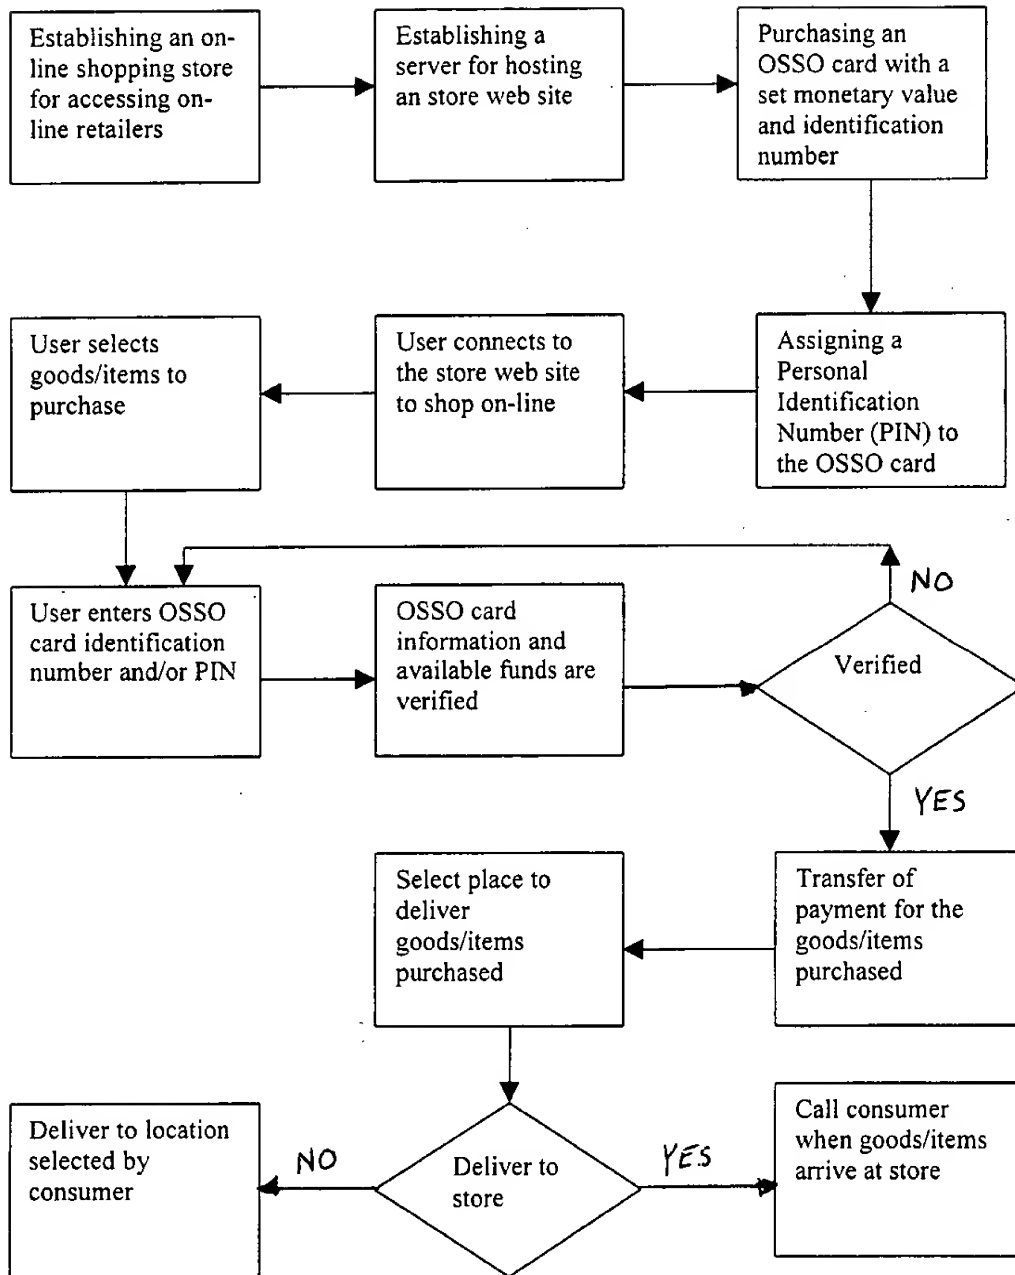 Establishing an on-
line shopping store
for accessing on-
line retailers
Establishing a
server for hosting
an store web site
Purchasing an
OSSO card with a
set monetary value
and identification
number
Assigning a
Personal
Identification
Number (PIN) to
the OSSO card
User connects to
the store web site
to shop on-line
User selects
goods/items to
purchase
User enters OSSO
card identification
number and/or PIN
OSSO card
information and
available funds are
verified
Verified
NO
YES
Transfer of
payment for the
goods/items
purchased
Select place to
deliver
goods/items
purchased
Deliver to
store
NO
YES
Deliver to location
selected by
consumer
Call consumer
when goods/items
arrive at store